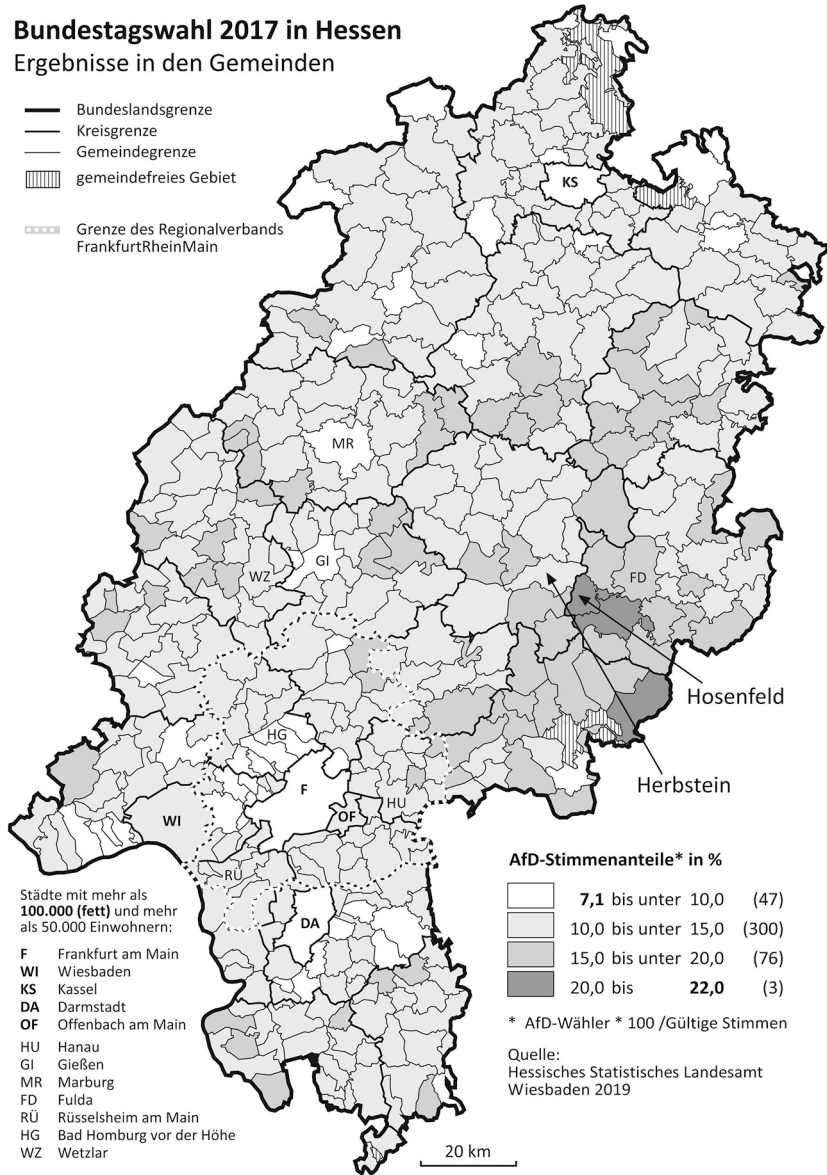 Bundestagswahl 2017 in Hessen
Ergebnisse in den Gemeinden
Bundeslandsgrenze
Kreisgrenze
Gemeindegrenze
gemeindefreies Gebiet
Grenze des Regionalverbands
FrankfurtRheinMain
KS
MR
GI
WZ
FD
Hosenfeld
Herbstein
HG
F
HU
OF
WI
RÜ
DA
Städte mit mehr als
100.000 (fett) und mehr
als 50.000 Einwohnern:
F Frankfurt am Main
WI Wiesbaden
KS Kassel
DA Darmstadt
OF Offenbach am Main
HU Hanau
GI Gießen
MR Marburg
FD Fulda
RÜ Rüsselsheim am Main
HG Bad Homburg vor der Höhe
WZ Wetzlar
AfD-Stimmenanteile* in %
7,1 bis unter 10,0 (47)
10,0 bis unter 15,0 (300)
15,0 bis unter 20,0 (76)
20,0 bis 22,0 (3)
* AfD-Wähler * 100 /Gültige Stimmen
Quelle:
Hessisches Statistisches Landesamt
Wiesbaden 2019
20 km